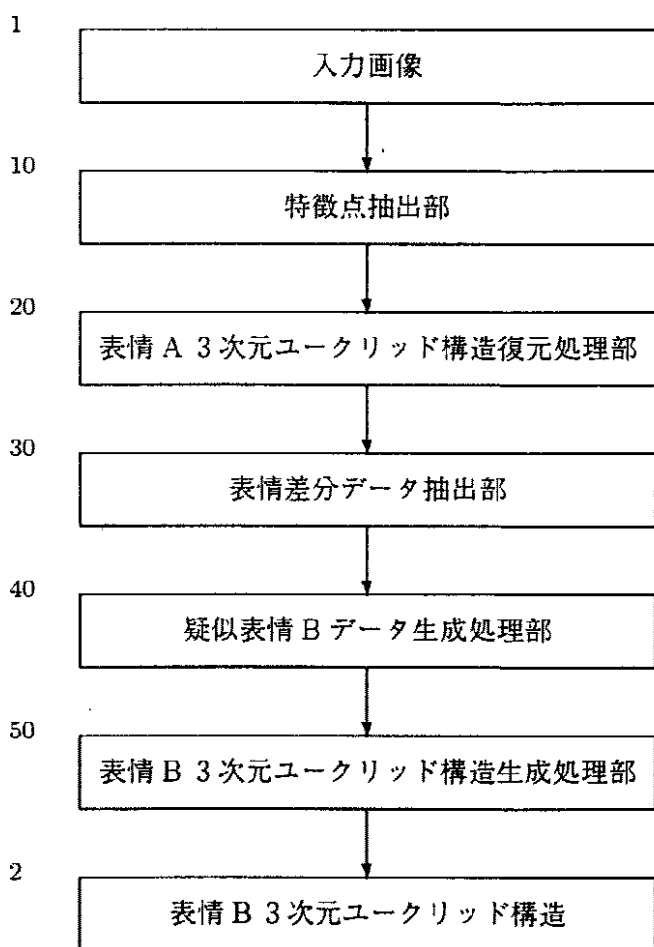 1
入力画像
10
特徴点抽出部
20
表情A 3次元ユークリッド構造復元処理部
30
表情差分データ抽出部
40
疑似表情Bデータ生成処理部
50
表情B 3次元ユークリッド構造生成処理部
2
表情B 3次元ユークリッド構造